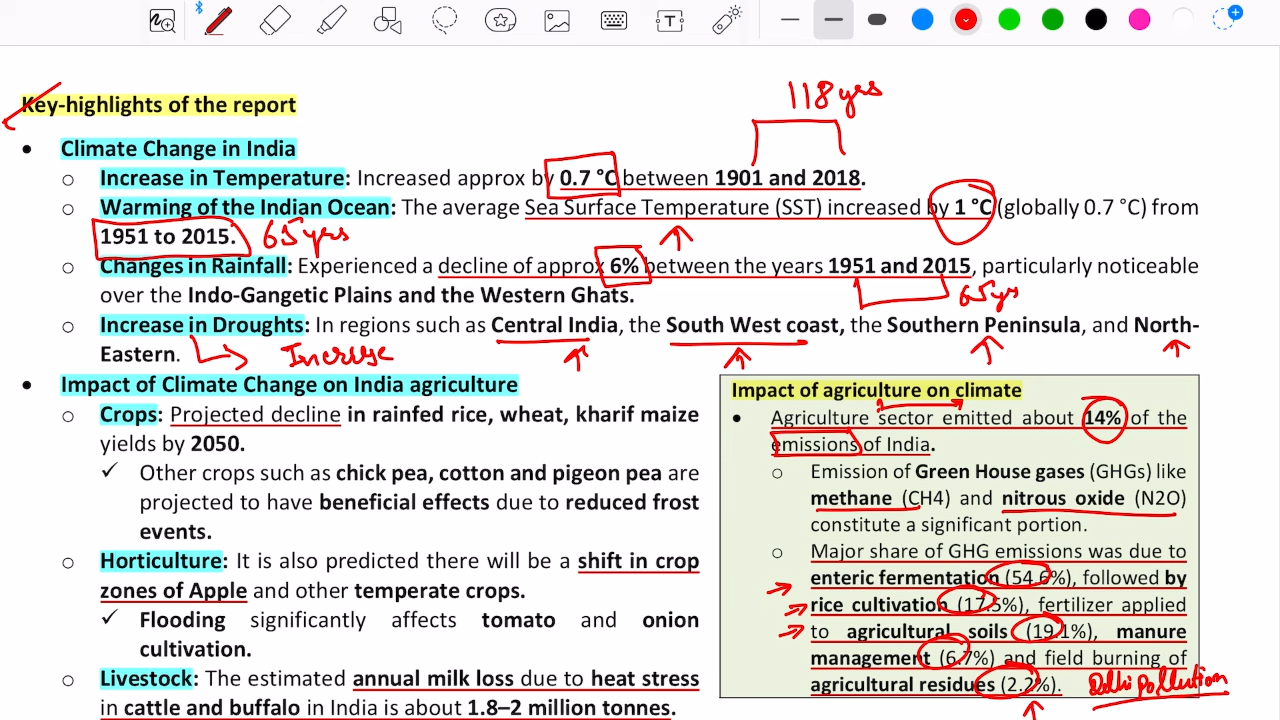 118 yrs
Key-highlights of the report
• Climate Change in India
○ Increase in Temperature: Increased approx by 0.7 °C between 1901 and 2018.
○ Warming of the Indian Ocean: The average Sea Surface Temperature (SST) increased by 1 °C (globally 0.7 °C) from
1951 to 2015. 65 yrs
○ Changes in Rainfall: Experienced a decline of approx 6% between the years 1951 and 2015, particularly noticeable
over the Indo-Gangetic Plains and the Western Ghats. 65 yrs
○ Increase in Droughts: In regions such as Central India, the South West coast, the Southern Peninsula, and North-
Eastern. Increase
• Impact of Climate Change on India agriculture
○ Crops: Projected decline in rainfed rice, wheat, kharif maize
yields by 2050.
✓ Other crops such as chick pea, cotton and pigeon pea are
projected to have beneficial effects due to reduced frost
events.
○ Horticulture: It is also predicted there will be a shift in crop
zones of Apple and other temperate crops.
✓ Flooding significantly affects tomato and onion
cultivation.
○ Livestock: The estimated annual milk loss due to heat stress
in cattle and buffalo in India is about 1.8–2 million tonnes.
Impact of agriculture on climate
• Agriculture sector emitted about 14% of the
emissions of India.
○ Emission of Green House gases (GHGs) like
methane (CH4) and nitrous oxide (N2O)
constitute a significant portion.
○ Major share of GHG emissions was due to
enteric fermentation (54.6%), followed by
rice cultivation (17.5%), fertilizer applied
to agricultural soils (19.1%), manure
management (6.7%) and field burning of
agricultural residues (2.2%). Delhi pollution